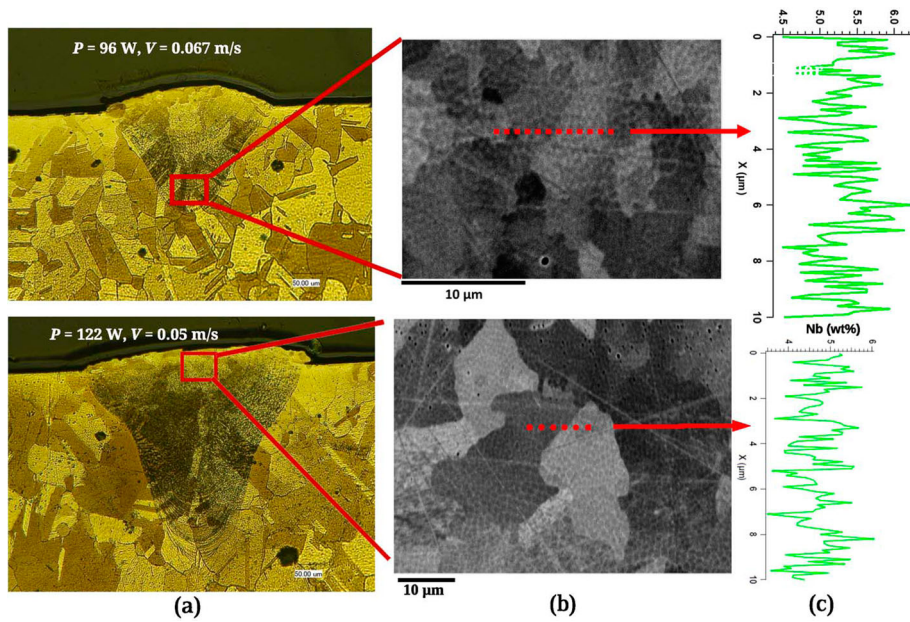 P = 96 W, V = 0.067 m/s
50.00 um
10 µm
4.5 5.0 5.5 6.0
0
2
4
6
8
10
X (µm)
Nb (wt%)
P = 122 W, V = 0.05 m/s
50.00 um
10 µm
4 5 6
0
2
4
6
8
10
X (µm)
(a)
(b)
(c)